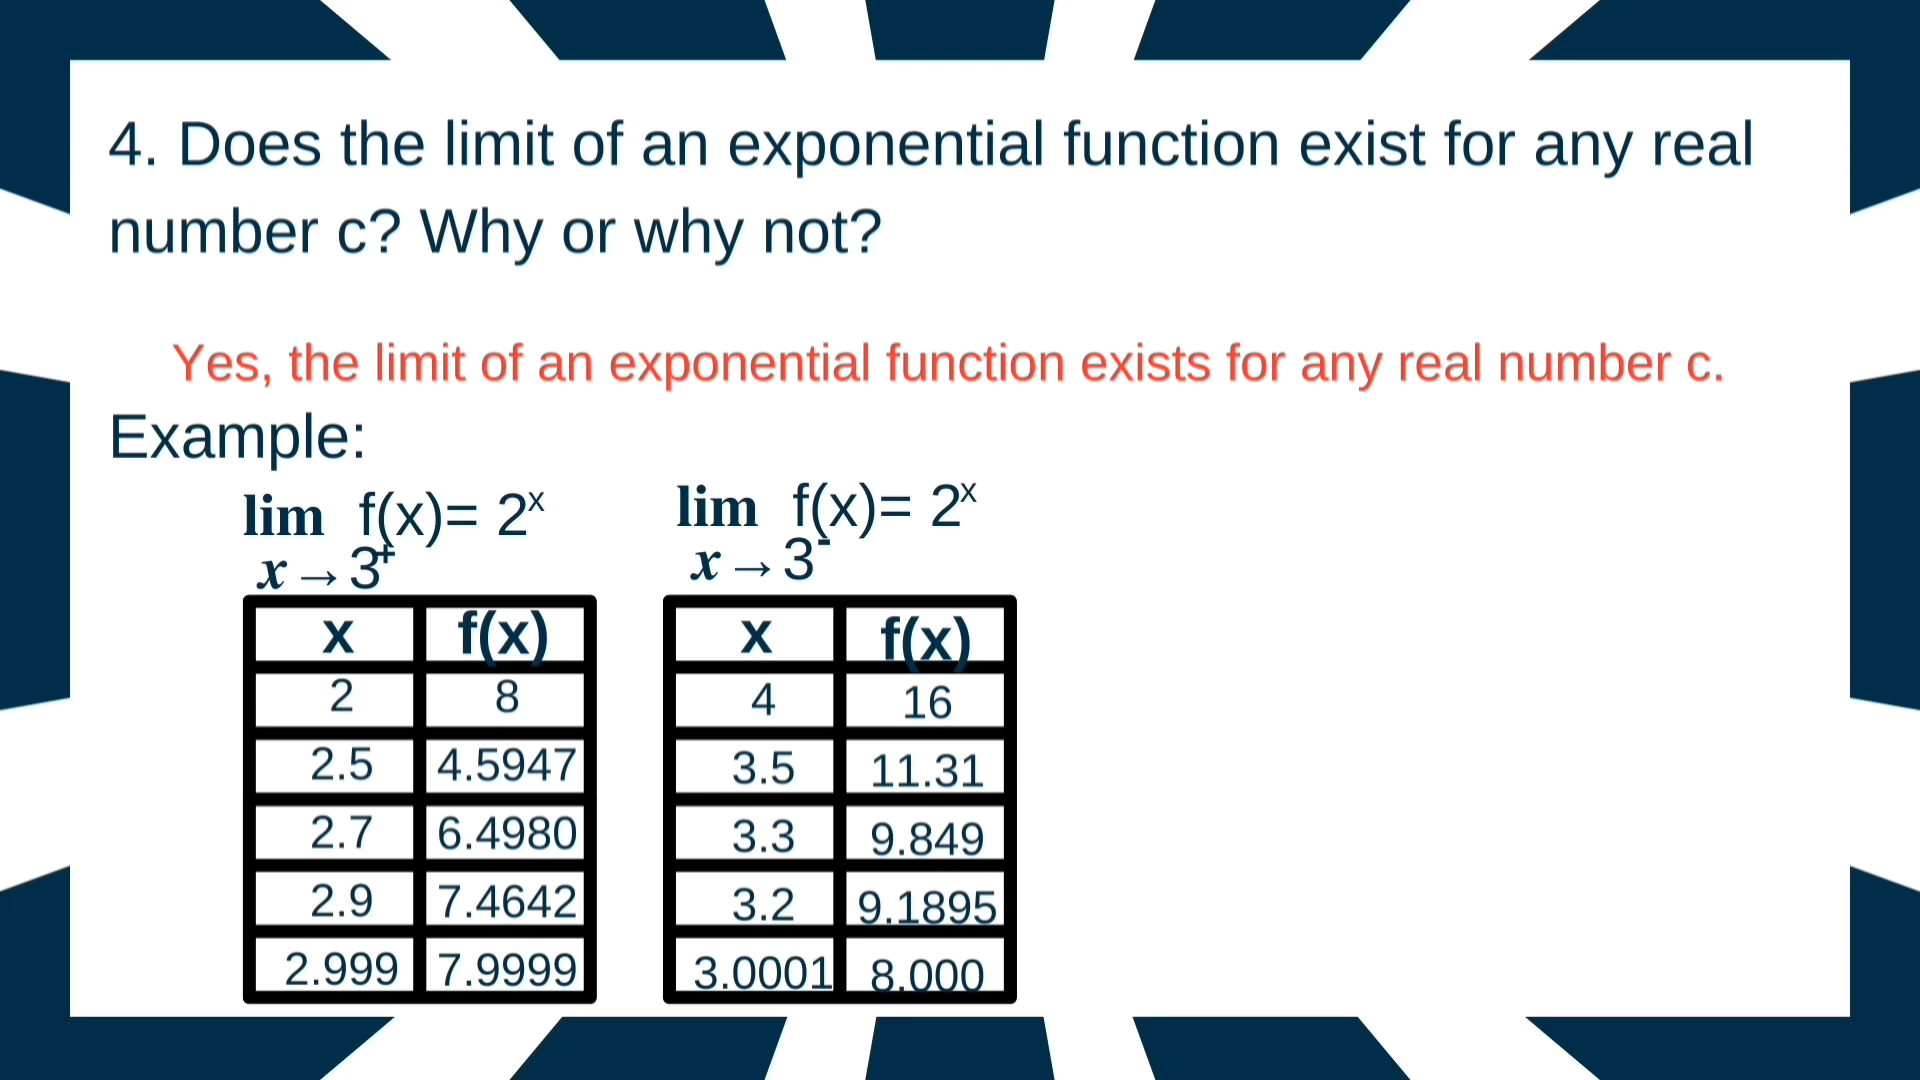 4. Does the limit of an exponential function exist for any real
number c? Why or why not?
Yes, the limit of an exponential function exists for any real number c.
Example:
lim f(x)= 2ˣ
x → 3⁺
x f(x)
2 8
2.5 4.5947
2.7 6.4980
2.9 7.4642
2.999 7.9999
lim f(x)= 2ˣ
x → 3⁻
x f(x)
4 16
3.5 11.31
3.3 9.849
3.2 9.1895
3.0001 8.000